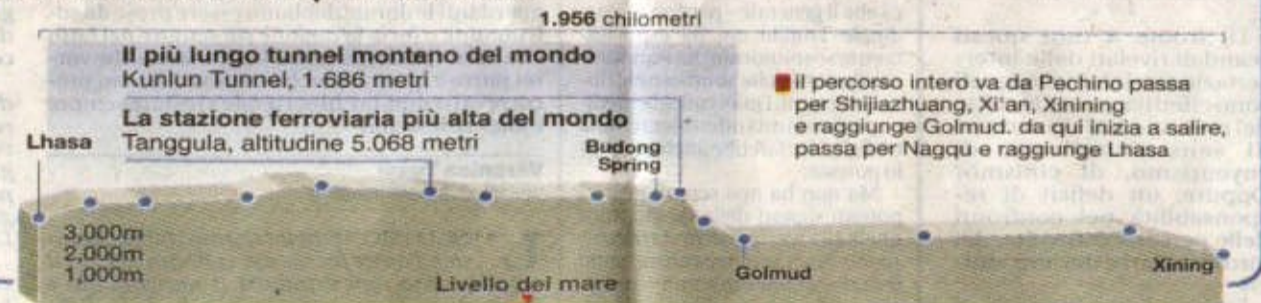 1.956 chilometri
Il più lungo tunnel montano del mondo
Kunlun Tunnel, 1.686 metri
La stazione ferroviaria più alta del mondo
Tanggula, altitudine 5.068 metri
il percorso intero va da Pechino passa
per Shijiazhuang, Xi'an, Xinining
e raggiunge Golmud. da qui inizia a salire,
passa per Nagqu e raggiunge Lhasa
Lhasa
Budong
Spring
3,000m
2,000m
1,000m
Livello del mare
Golmud
Xining